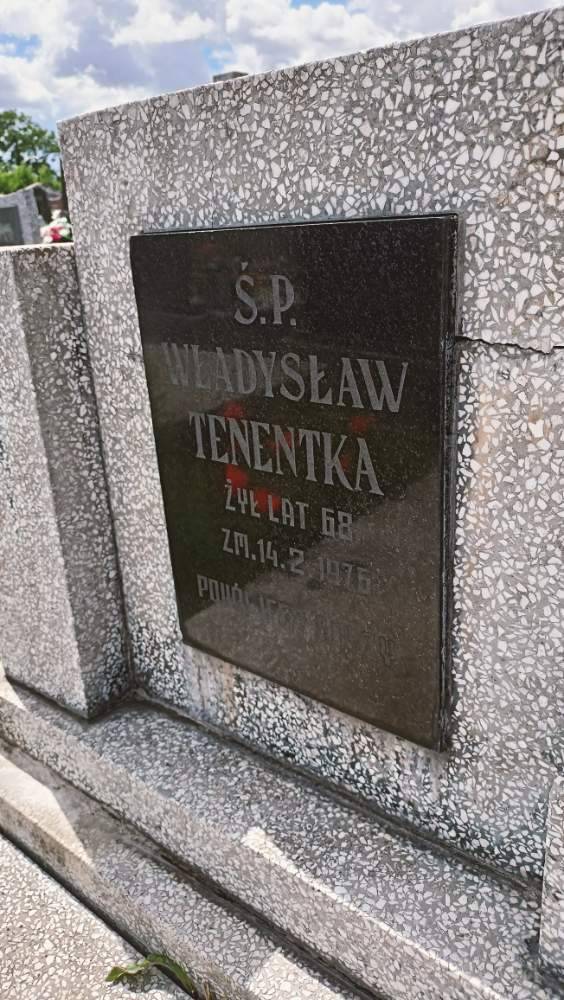 Ś.P.
WŁADYSŁAW
TENENTKA
ŻYŁ LAT 68
ZM. 14. 2 1976